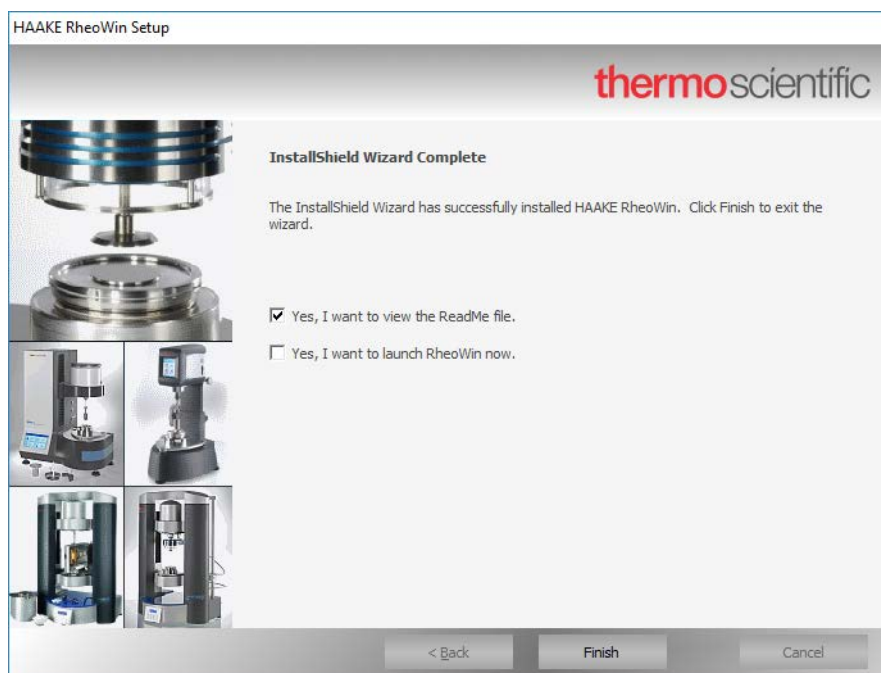 HAAKE RheoWin Setup
thermoscientific
InstallShield Wizard Complete
The InstallShield Wizard has successfully installed HAAKE RheoWin. Click Finish to exit the
wizard.
Yes, I want to view the ReadMe file.
Yes, I want to launch RheoWin now.
< Back
Finish
Cancel